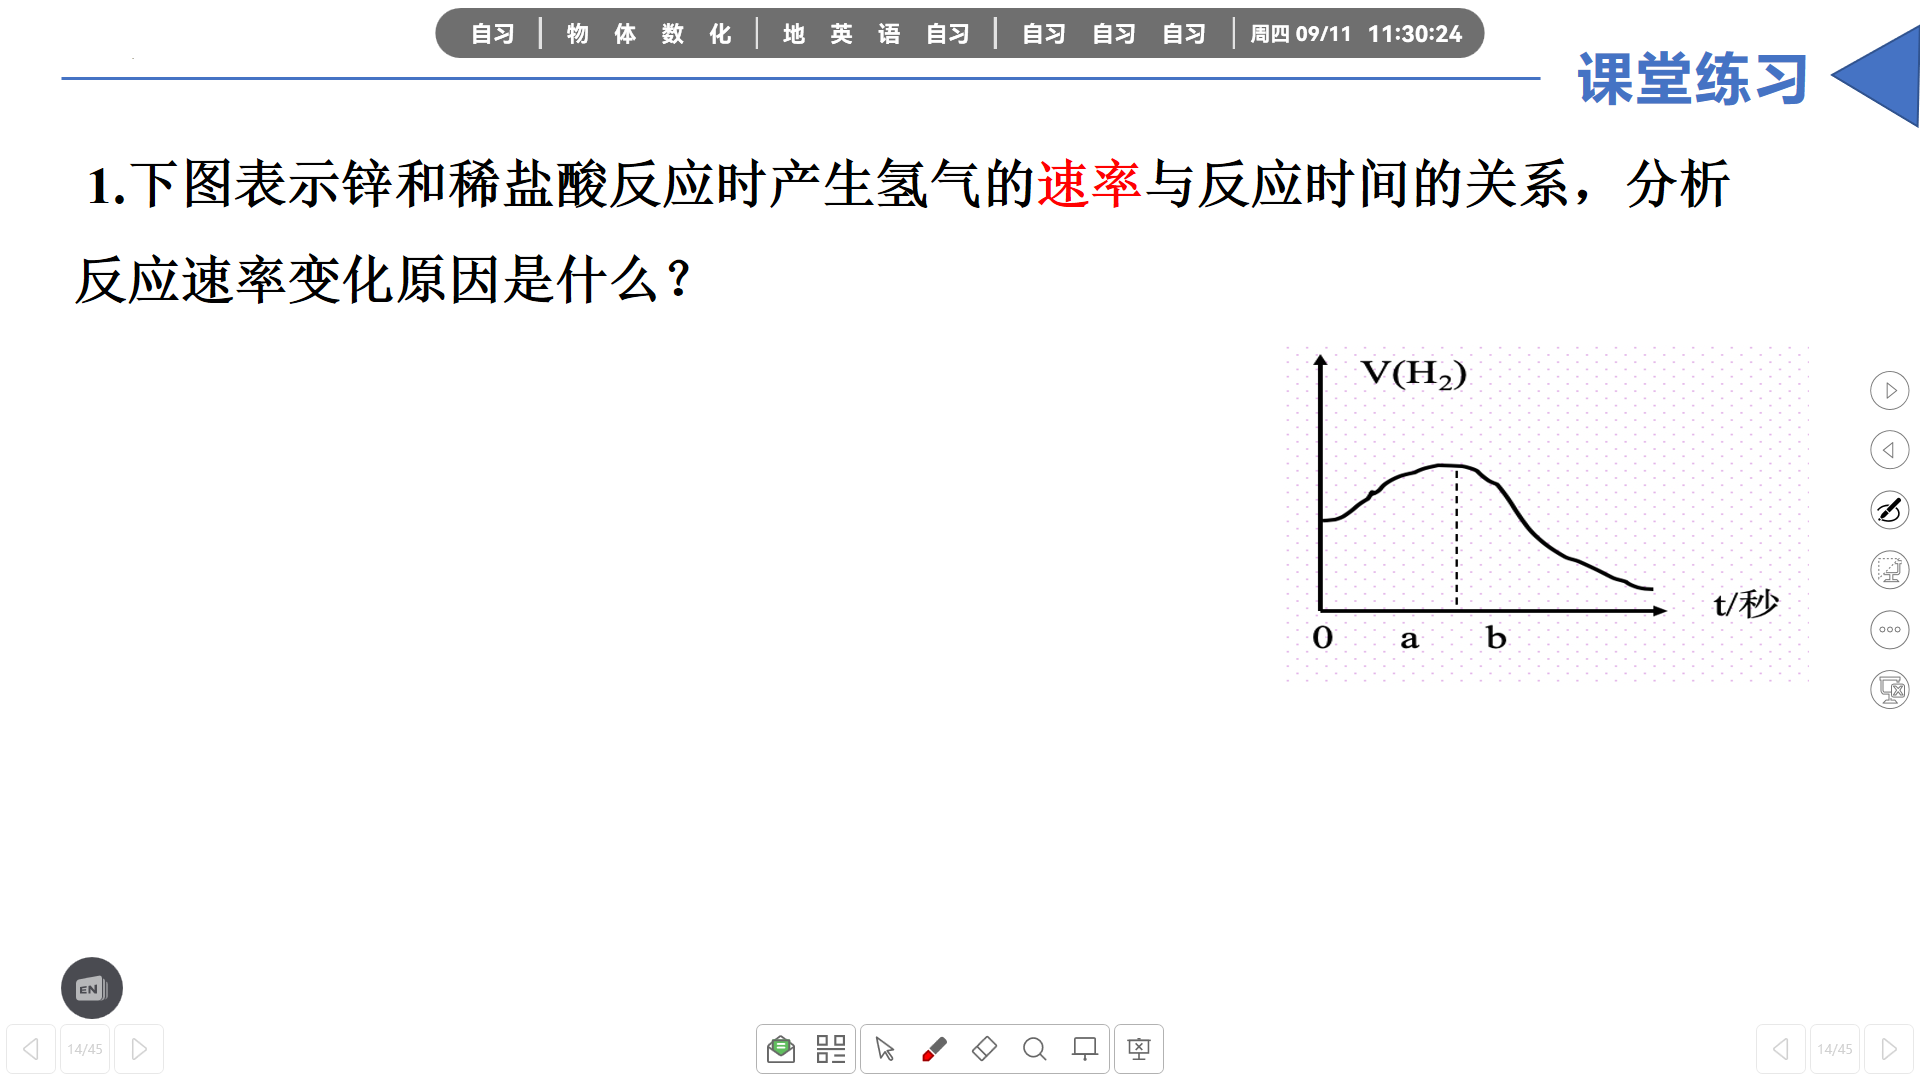 自习 物 体 数 化 地 英 语 自习 自习 自习 自习 周四 09/11 11:30:24
课堂练习
1.下图表示锌和稀盐酸反应时产生氢气的速率与反应时间的关系，分析
反应速率变化原因是什么？
V(H₂)
t/秒
0 a b
EN
14/45
14/45